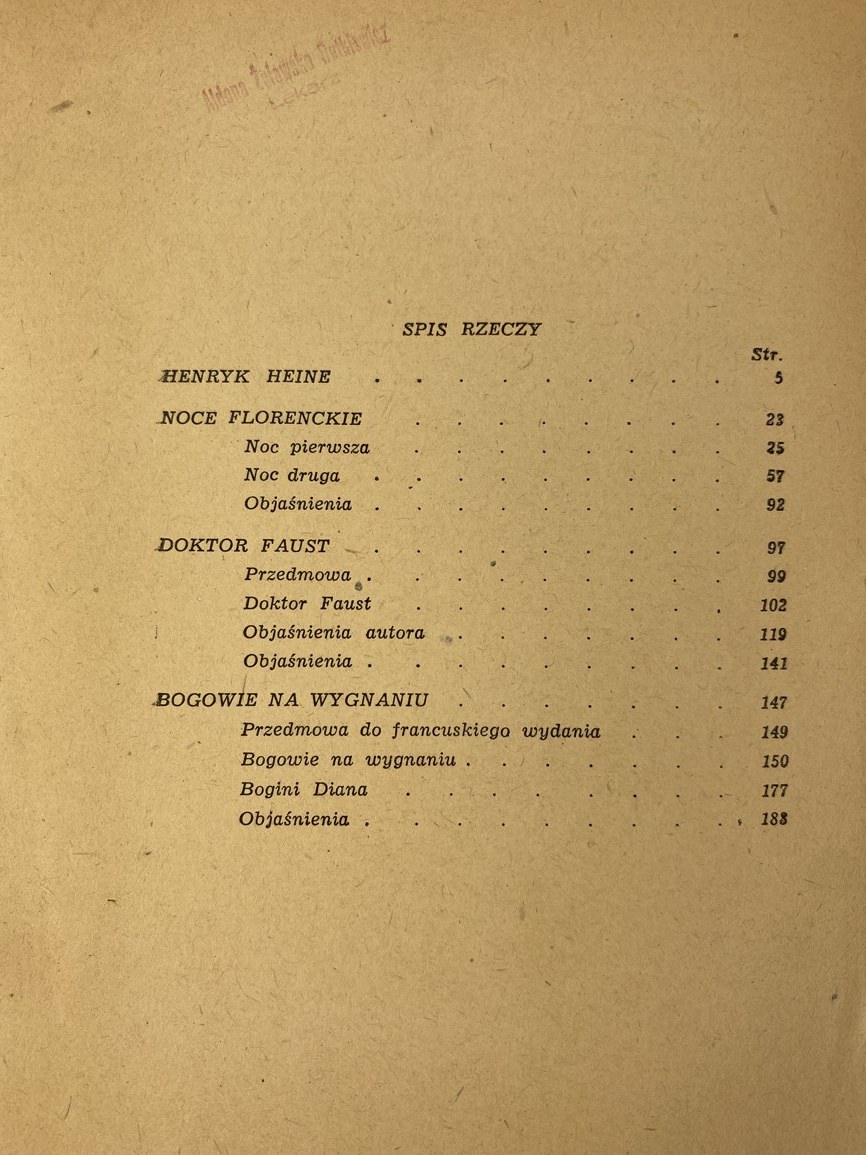 SPIS RZECZY
Str.
HENRYK HEINE . . . . . . . . . 5
NOCE FLORENCKIE . . . . . . . . 23
Noc pierwsza . . . . . . . . 25
Noc druga . . . . . . . . . 57
Objaśnienia . . . . . . . . . 92
DOKTOR FAUST . . . . . . . . . 97
Przedmowa . . . . . . . . . 99
Doktor Faust . . . . . . . . 102
Objaśnienia autora . . . . . . . 119
Objaśnienia . . . . . . . . . 141
BOGOWIE NA WYGNANIU . . . . . . . 147
Przedmowa do francuskiego wydania . . . 149
Bogowie na wygnaniu . . . . . . . 150
Bogini Diana . . . . . . . . 177
Objaśnienia . . . . . . . . . 188